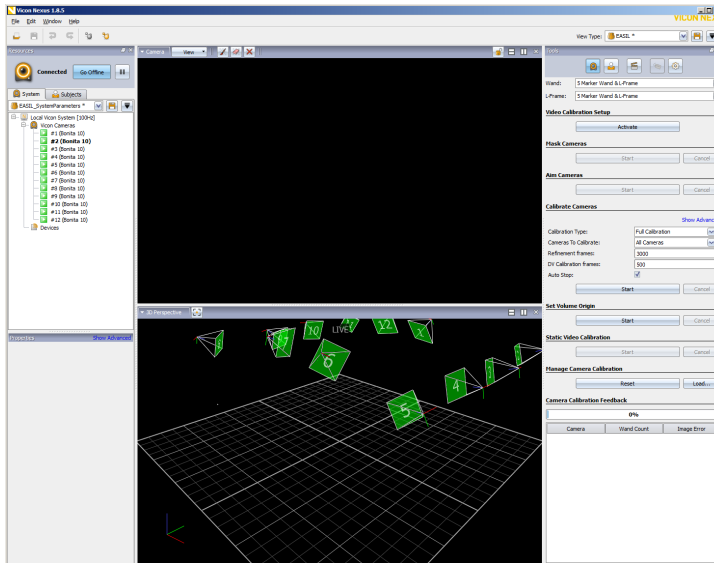 Vicon Nexus 1.8.5
File Edit Window Help
VICON NEXUS
View Type: EASIL *
Resources
Connected Go Offline
System Subjects
EASIL_SystemParameters *
Local Vicon System [100Hz]
Vicon Cameras
#1 (Bonita 10)
#2 (Bonita 10)
#3 (Bonita 10)
#4 (Bonita 10)
#5 (Bonita 10)
#6 (Bonita 10)
#7 (Bonita 10)
#8 (Bonita 10)
#9 (Bonita 10)
#10 (Bonita 10)
#11 (Bonita 10)
#12 (Bonita 10)
Devices
Properties Show Advanced
Camera View
3D Perspective
LIVE
10
12
6
5
4
Tools
Wand: 5 Marker Wand & L-Frame
L-Frame: 5 Marker Wand & L-Frame
Video Calibration Setup
Activate
Mask Cameras
Start Cancel
Aim Cameras
Start Cancel
Calibrate Cameras
Show Advanc
Calibration Type: Full Calibration
Cameras To Calibrate: All Cameras
Refinement frames: 3000
DV Calibration frames: 500
Auto Stop:
Start Cancel
Set Volume Origin
Start Cancel
Static Video Calibration
Start Cancel
Manage Camera Calibration
Reset Load...
Camera Calibration Feedback
0%
Camera Wand Count Image Error